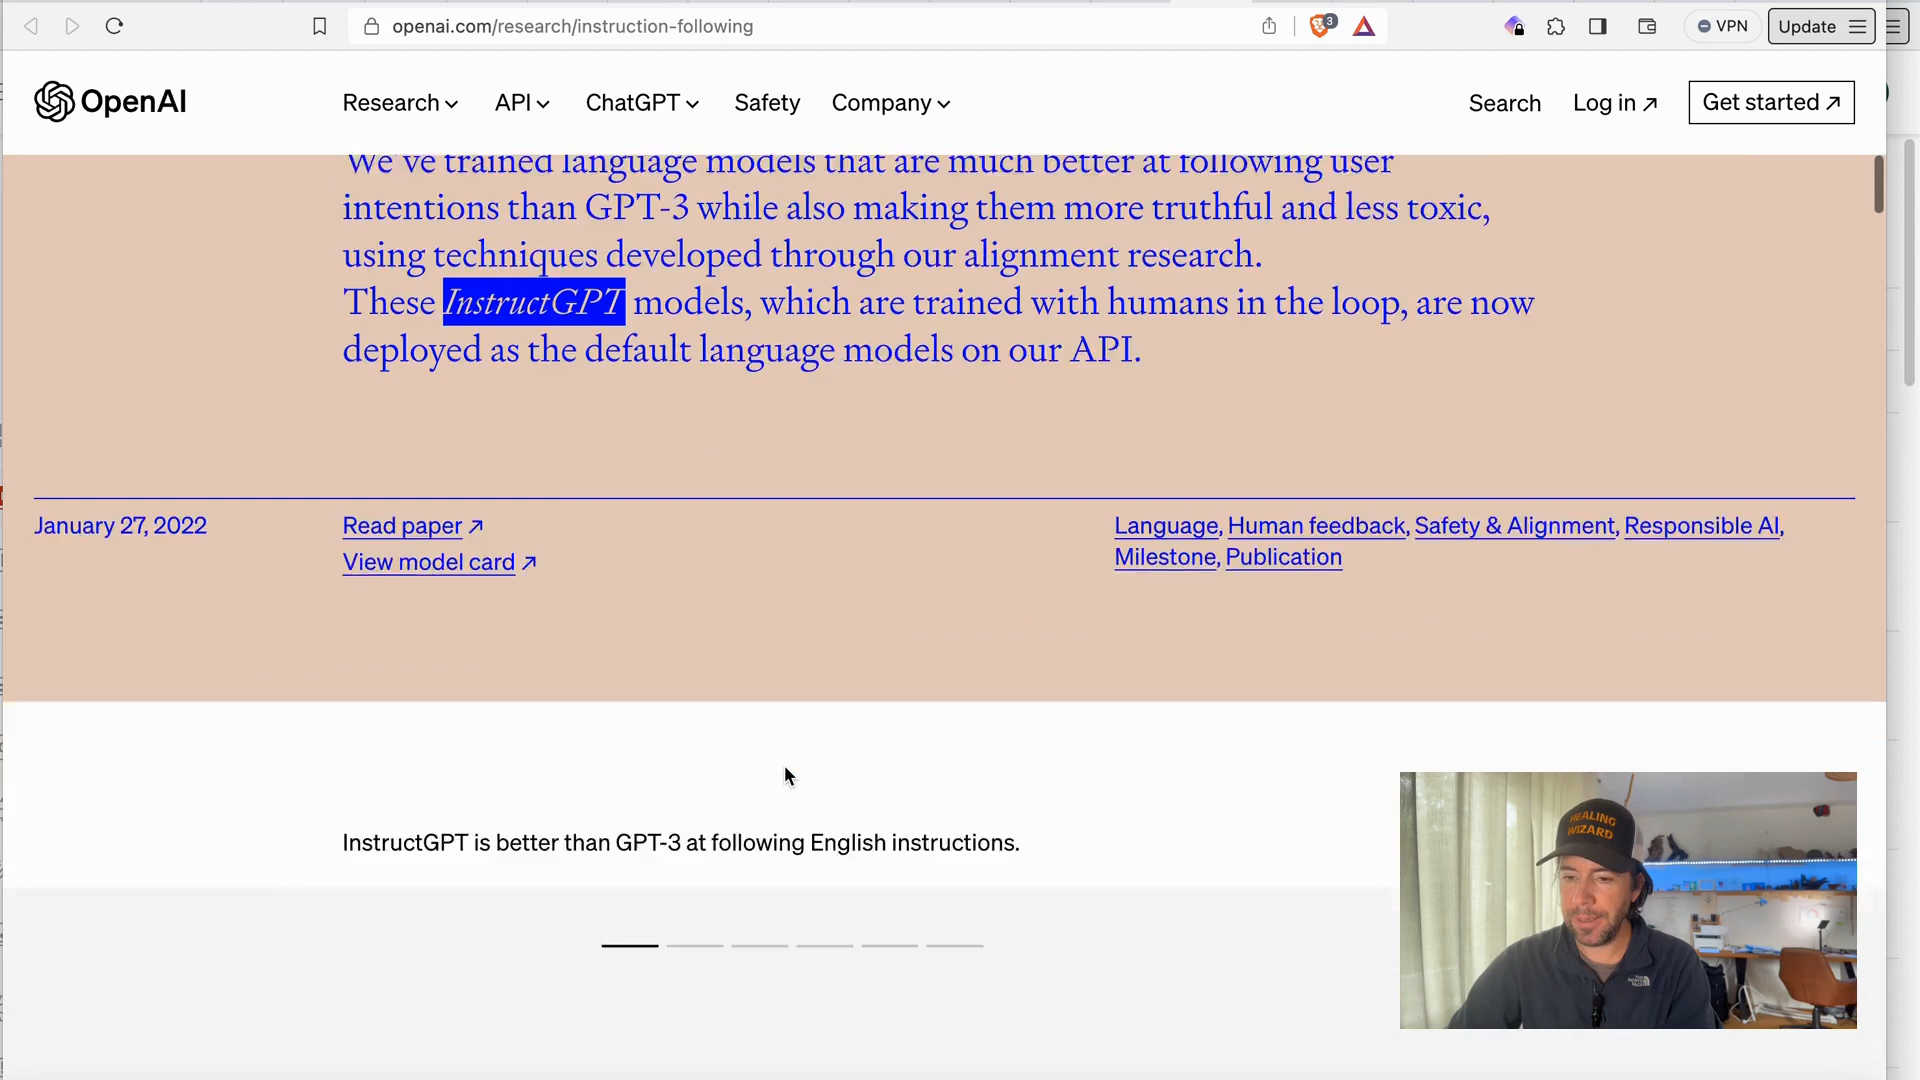 openai.com/research/instruction-following
3
VPN
Update
OpenAI
Research
API
ChatGPT
Safety
Company
Search
Log in ↗
Get started ↗
We've trained language models that are much better at following user
intentions than GPT-3 while also making them more truthful and less toxic,
using techniques developed through our alignment research.
These InstructGPT models, which are trained with humans in the loop, are now
deployed as the default language models on our API.
January 27, 2022
Read paper ↗
View model card ↗
Language, Human feedback, Safety & Alignment, Responsible AI,
Milestone, Publication
InstructGPT is better than GPT-3 at following English instructions.
HEALING
WIZARD